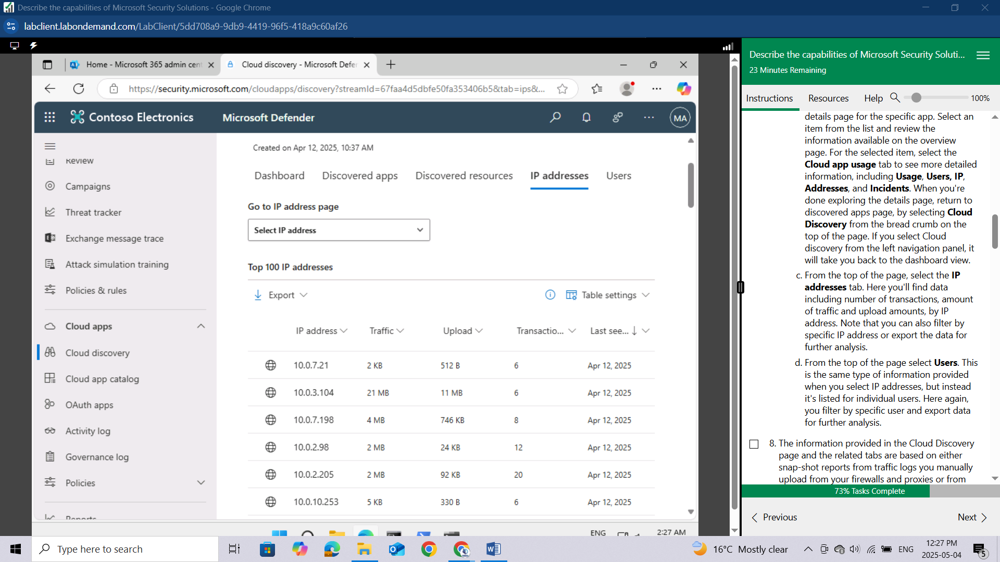 Describe the capabilities of Microsoft Security Solutions - Google Chrome
labclient.labondemand.com/LabClient/5dd708a9-9db9-4419-96f5-418a9c60af26
Home - Microsoft 365 admin cent
Cloud discovery - Microsoft Defer
https://security.microsoft.com/cloudapps/discovery?streamId=67faa4d5dbfe50fa353406b5&tab=ips&...
Contoso Electronics
Microsoft Defender
MA
Review
Campaigns
Threat tracker
Exchange message trace
Attack simulation training
Policies & rules
Cloud apps
Cloud discovery
Cloud app catalog
OAuth apps
Activity log
Governance log
Policies
Reports
Created on Apr 12, 2025, 10:37 AM
Dashboard Discovered apps Discovered resources IP addresses Users
Go to IP address page
Select IP address
Top 100 IP addresses
Export Table settings
IP address Traffic Upload Transactio... Last see...
10.0.7.21 2 KB 512 B 6 Apr 12, 2025
10.0.3.104 21 MB 11 MB 6 Apr 12, 2025
10.0.7.198 4 MB 746 KB 8 Apr 12, 2025
10.0.2.98 2 MB 24 KB 12 Apr 12, 2025
10.0.2.205 2 MB 92 KB 20 Apr 12, 2025
10.0.10.253 5 KB 330 B 6 Apr 12, 2025
ENG
2:27 AM
Describe the capabilities of Microsoft Security Soluti...
23 Minutes Remaining
Instructions Resources Help 100%
details page for the specific app. Select an
item from the list and review the
information available on the overview
page. For the selected item, select the
Cloud app usage tab to see more detailed
information, including Usage, Users, IP,
Addresses, and Incidents. When you're
done exploring the details page, return to
discovered apps page, by selecting Cloud
Discovery from the bread crumb on the
top of the page. If you select Cloud
discovery from the left navigation panel, it
will take you back to the dashboard view.
c. From the top of the page, select the IP
addresses tab. Here you'll find data
including number of transactions, amount
of traffic and upload amounts, by IP
address. Note that you can also filter by
specific IP address or export the data for
further analysis.
d. From the top of the page select Users. This
is the same type of information provided
when you select IP addresses, but instead
it's listed for individual users. Here again,
you filter by specific user and export data
for further analysis.
8. The information provided in the Cloud Discovery
page and the related tabs are based on either
snap-shot reports from traffic logs you manually
upload from your firewalls and proxies or from
73% Tasks Complete
Previous
Next
Type here to search
16°C Mostly clear
ENG
12:27 PM
2025-05-04
5